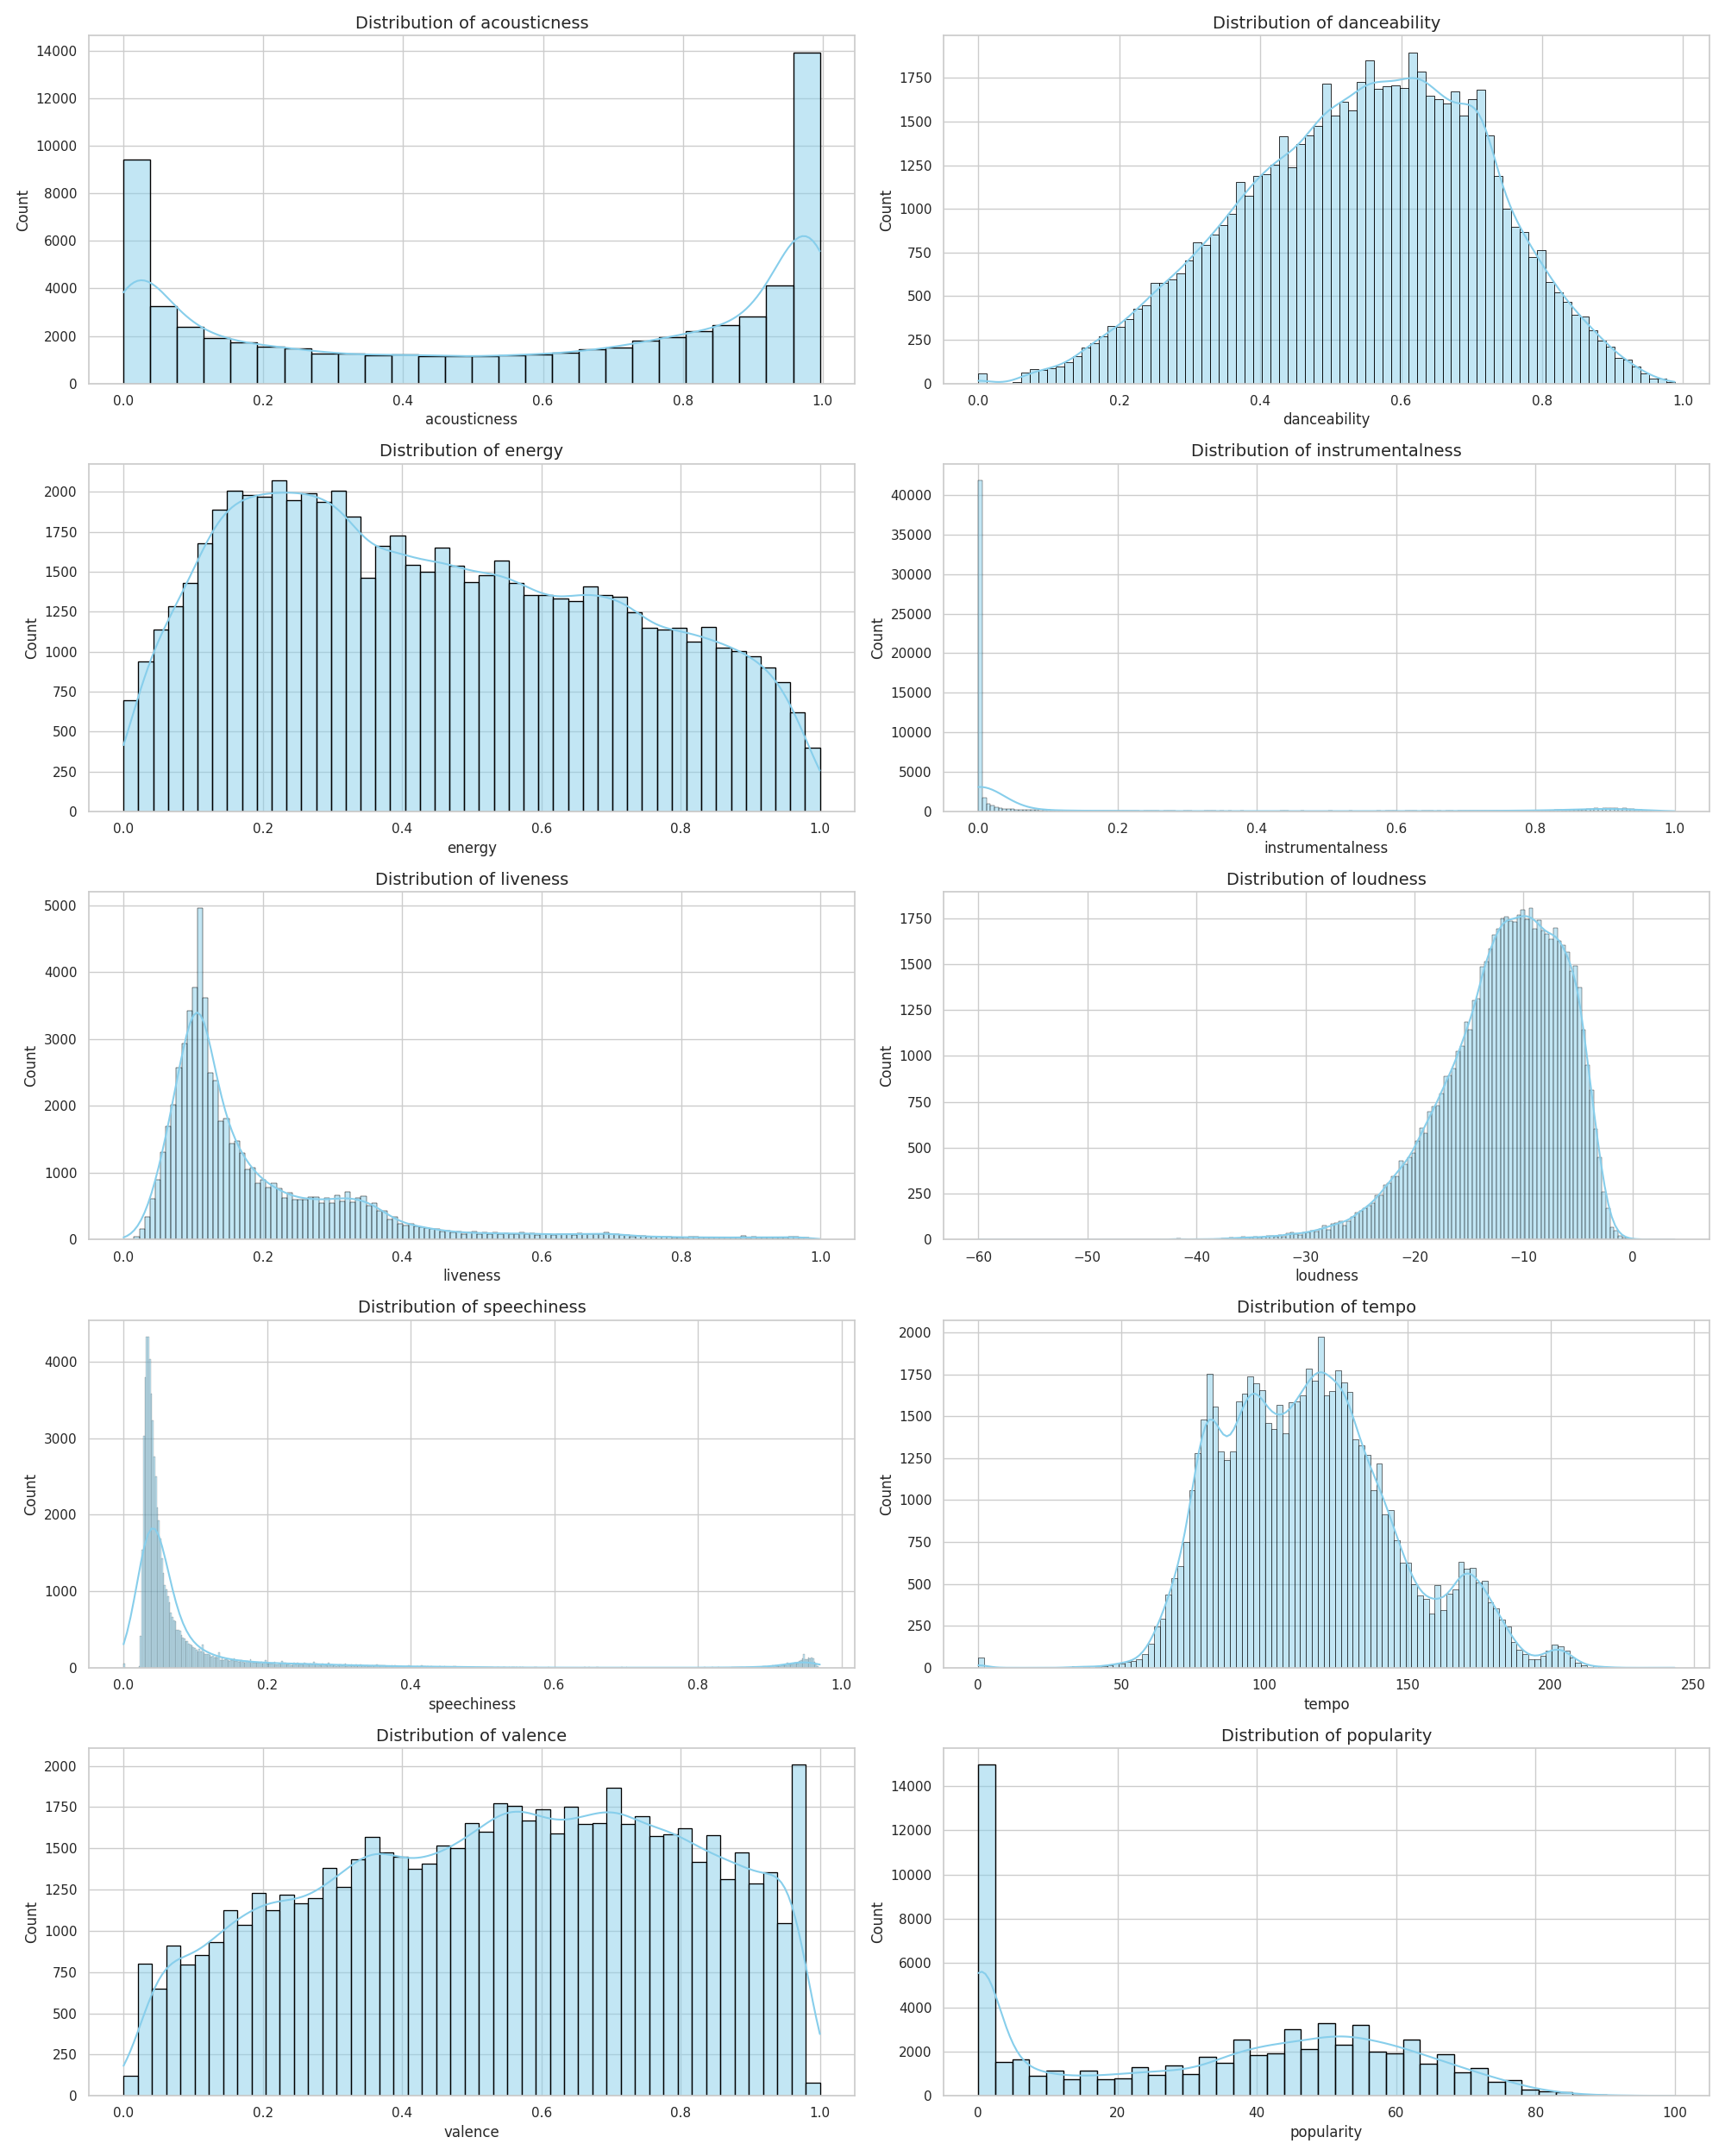 Distribution of acousticness
Count
14000
12000
10000
8000
6000
4000
2000
0
0.0 0.2 0.4 0.6 0.8 1.0
acousticness
Distribution of danceability
Count
1750
1500
1250
1000
750
500
250
0
0.0 0.2 0.4 0.6 0.8 1.0
danceability
Distribution of energy
Count
2000
1750
1500
1250
1000
750
500
250
0
0.0 0.2 0.4 0.6 0.8 1.0
energy
Distribution of instrumentalness
Count
40000
35000
30000
25000
20000
15000
10000
5000
0
0.0 0.2 0.4 0.6 0.8 1.0
instrumentalness
Distribution of liveness
Count
5000
4000
3000
2000
1000
0
0.0 0.2 0.4 0.6 0.8 1.0
liveness
Distribution of loudness
Count
1750
1500
1250
1000
750
500
250
0
−60 −50 −40 −30 −20 −10 0
loudness
Distribution of speechiness
Count
4000
3000
2000
1000
0
0.0 0.2 0.4 0.6 0.8 1.0
speechiness
Distribution of tempo
Count
2000
1750
1500
1250
1000
750
500
250
0
0 50 100 150 200 250
tempo
Distribution of valence
Count
2000
1750
1500
1250
1000
750
500
250
0
0.0 0.2 0.4 0.6 0.8 1.0
valence
Distribution of popularity
Count
14000
12000
10000
8000
6000
4000
2000
0
0 20 40 60 80 100
popularity